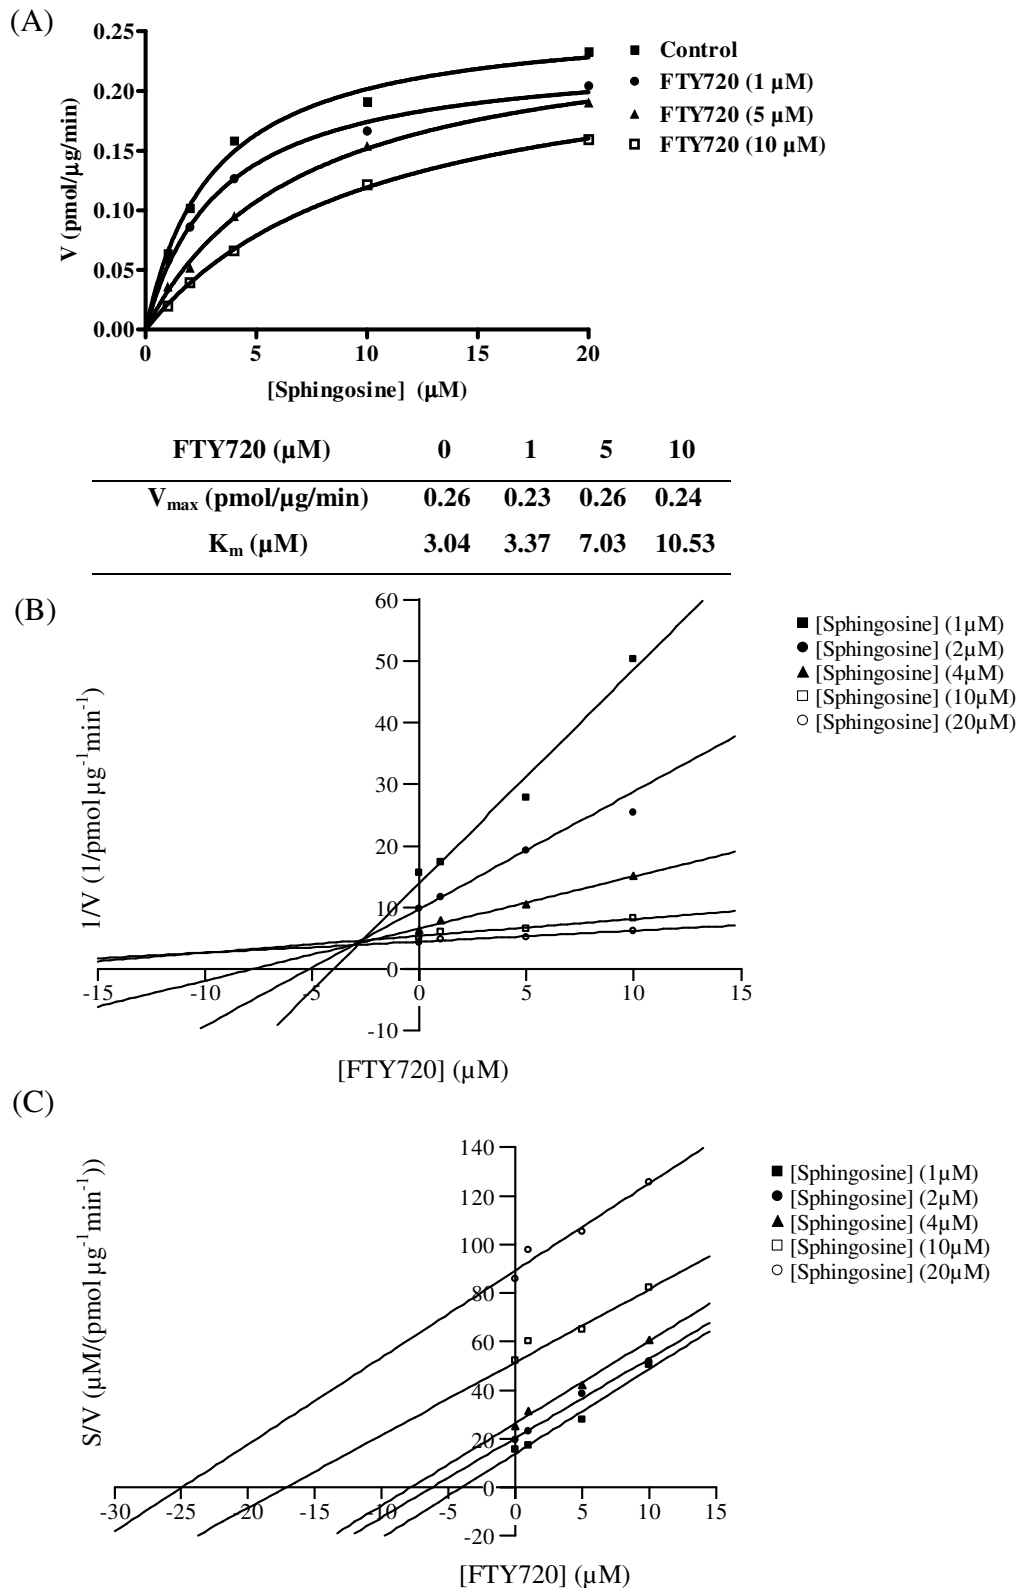 (A)
0.25
0.20
0.15
0.10
0.05
0.00
V (pmol/µg/min)
0 5 10 15 20
[Sphingosine] (µM)
Control
FTY720 (1 µM)
FTY720 (5 µM)
FTY720 (10 µM)
FTY720 (µM) 0 1 5 10
Vmax (pmol/µg/min) 0.26 0.23 0.26 0.24
Km (µM) 3.04 3.37 7.03 10.53
(B)
60
50
40
30
20
10
0
-10
1/V (1/pmol µg⁻¹min⁻¹)
-15 -10 -5 0 5 10 15
[FTY720] (µM)
[Sphingosine] (1µM)
[Sphingosine] (2µM)
[Sphingosine] (4µM)
[Sphingosine] (10µM)
[Sphingosine] (20µM)
(C)
140
120
100
80
60
40
20
0
-20
S/V (µM/(pmol µg⁻¹min⁻¹))
-30 -25 -20 -15 -10 -5 0 5 10 15
[FTY720] (µM)
[Sphingosine] (1µM)
[Sphingosine] (2µM)
[Sphingosine] (4µM)
[Sphingosine] (10µM)
[Sphingosine] (20µM)